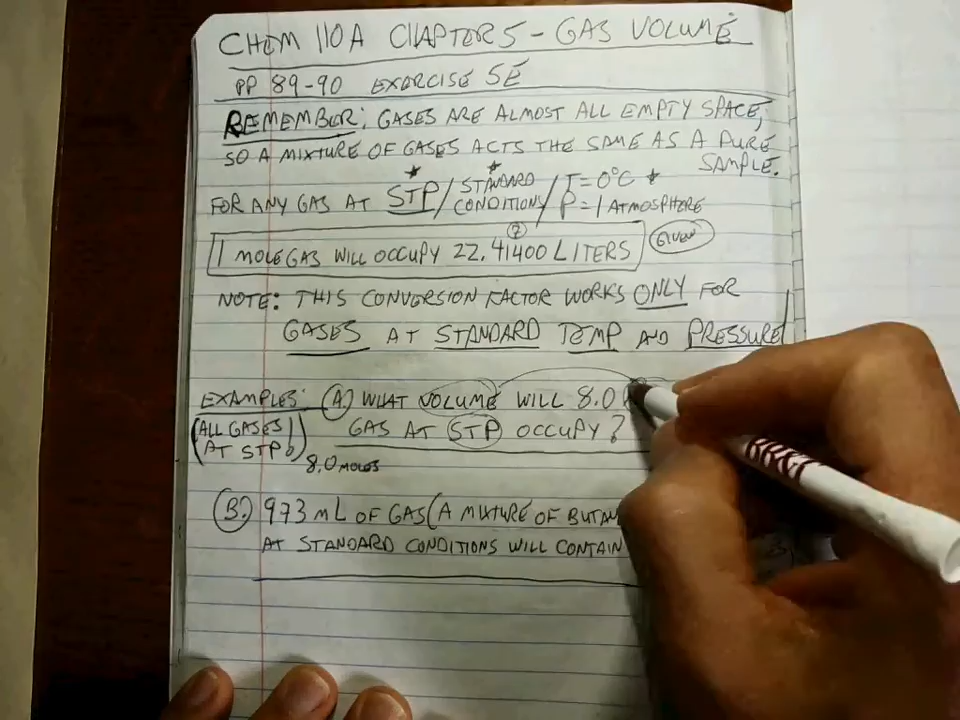 CHEM 110A CHAPTER 5 - GAS VOLUME
PP 89-90 EXERCISE 5E
REMEMBER: GASES ARE ALMOST ALL EMPTY SPACE,
SO A MIXTURE OF GASES ACTS THE SAME AS A PURE
SAMPLE.
FOR ANY GAS AT STP / STANDARD CONDITIONS / T = 0°C
P = 1 ATMOSPHERE
7
1 MOLE GAS WILL OCCUPY 22.41400 LITERS GIVEN
NOTE: THIS CONVERSION FACTOR WORKS ONLY FOR
GASES AT STANDARD TEMP AND PRESSURE
EXAMPLES: (A) WHAT VOLUME WILL 8.0
(ALL GASES GAS AT STP OCCUPY?
AT STP)
8.0 MOLES
(B.) 973 mL OF GAS (A MIXTURE OF BUTAN
AT STANDARD CONDITIONS WILL CONTAIN